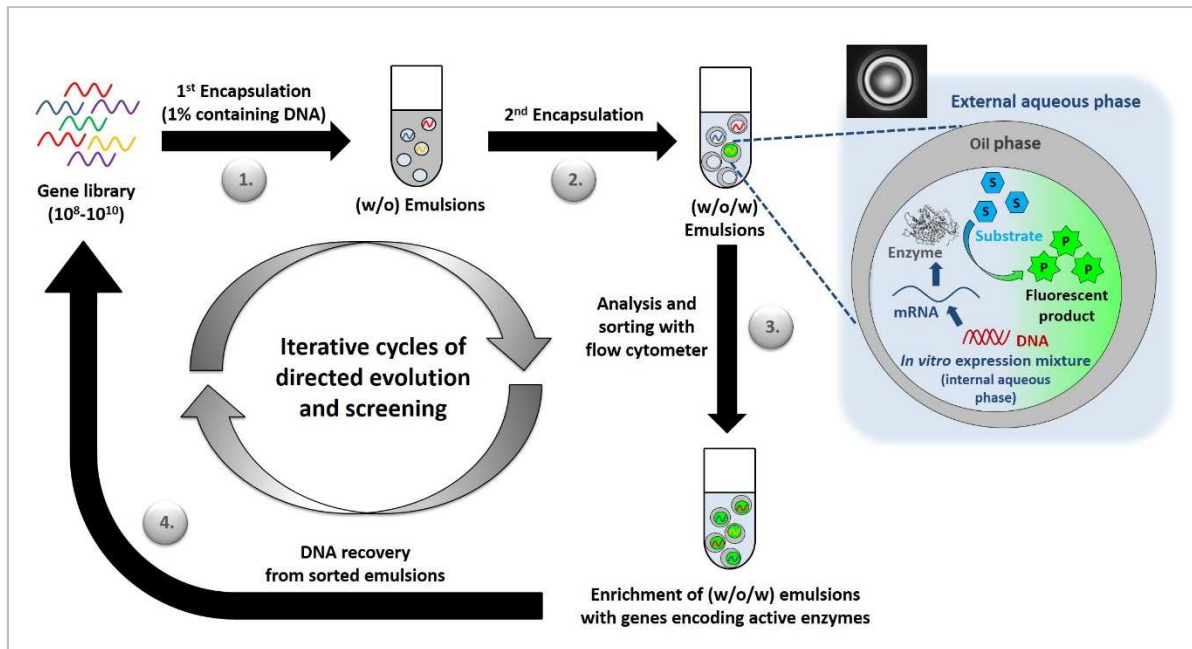 1st Encapsulation
(1% containing DNA)
1.
Gene library
(10⁸-10¹⁰)
(w/o) Emulsions
2nd Encapsulation
2.
(w/o/w)
Emulsions
External aqueous phase
Oil phase
S
S
S
Substrate
Enzyme
P
P
P
Fluorescent
product
mRNA
DNA
In vitro expression mixture
(internal aqueous
phase)
Analysis and
sorting with
flow cytometer
3.
Iterative cycles of
directed evolution
and screening
4.
DNA recovery
from sorted emulsions
Enrichment of (w/o/w) emulsions
with genes encoding active enzymes